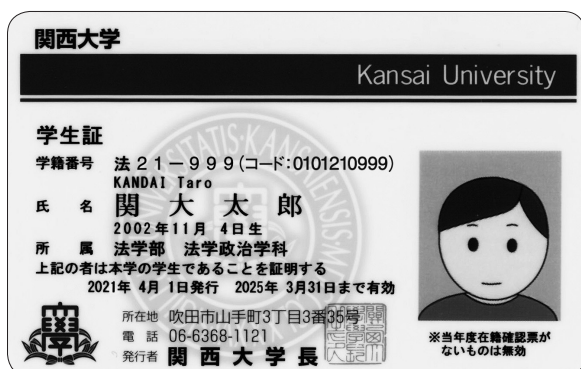 関西大学
Kansai University
学生証
学籍番号 法21−999(コード:0101210999)
KANDAI Taro
氏 名 関 大 太 郎
2002年11月 4日生
所 属 法学部 法学政治学科
上記の者は本学の学生であることを証明する
2021年 4月 1日発行 2025年 3月31日まで有効
所在地 吹田市山手町3丁目3番35号
電 話 06-6368-1121
発行者 関 西 大 学 長
※当年度在籍確認票が
ないものは無効